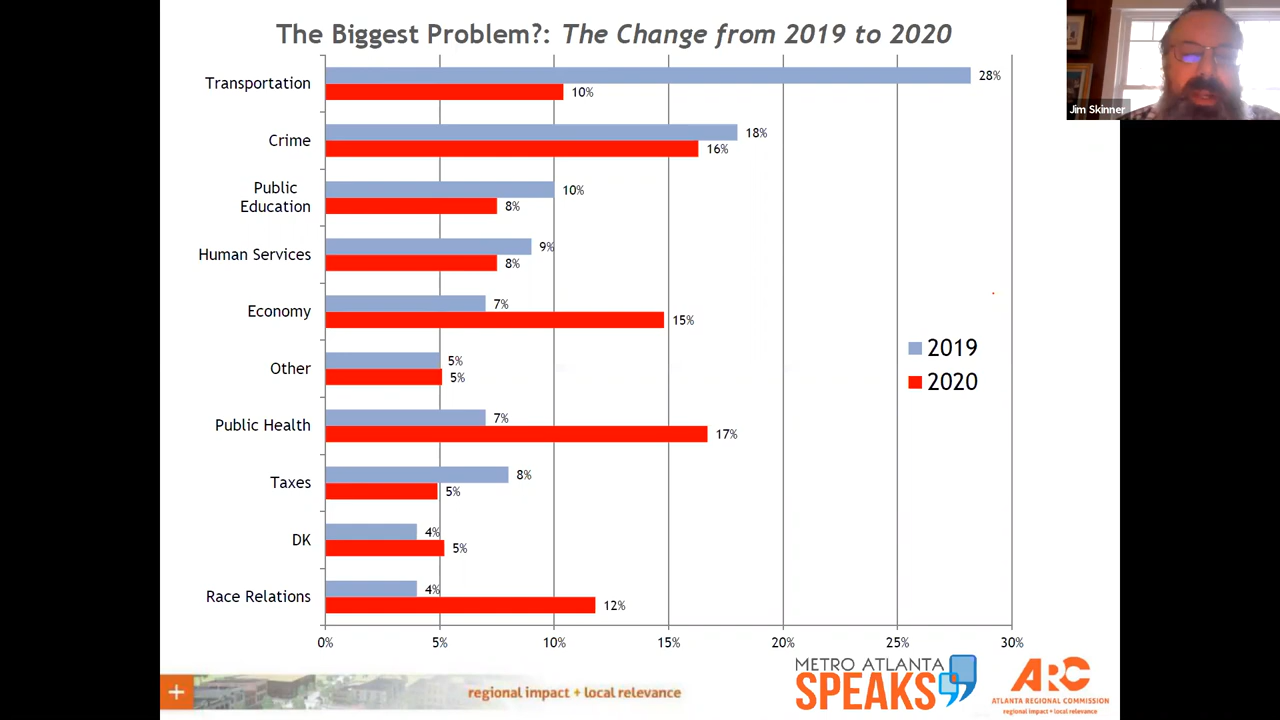 The Biggest Problem?: The Change from 2019 to 2020
Jim Skinner
Transportation
28%
10%
Crime
18%
16%
Public
Education
10%
8%
Human Services
9%
8%
Economy
7%
15%
Other
5%
5%
Public Health
7%
17%
Taxes
8%
5%
DK
4%
5%
Race Relations
4%
12%
2019
2020
0% 5% 10% 15% 20% 25% 30%
+
regional impact + local relevance
METRO ATLANTA
SPEAKS
ARC
ATLANTA REGIONAL COMMISSION
regional impact + local relevance